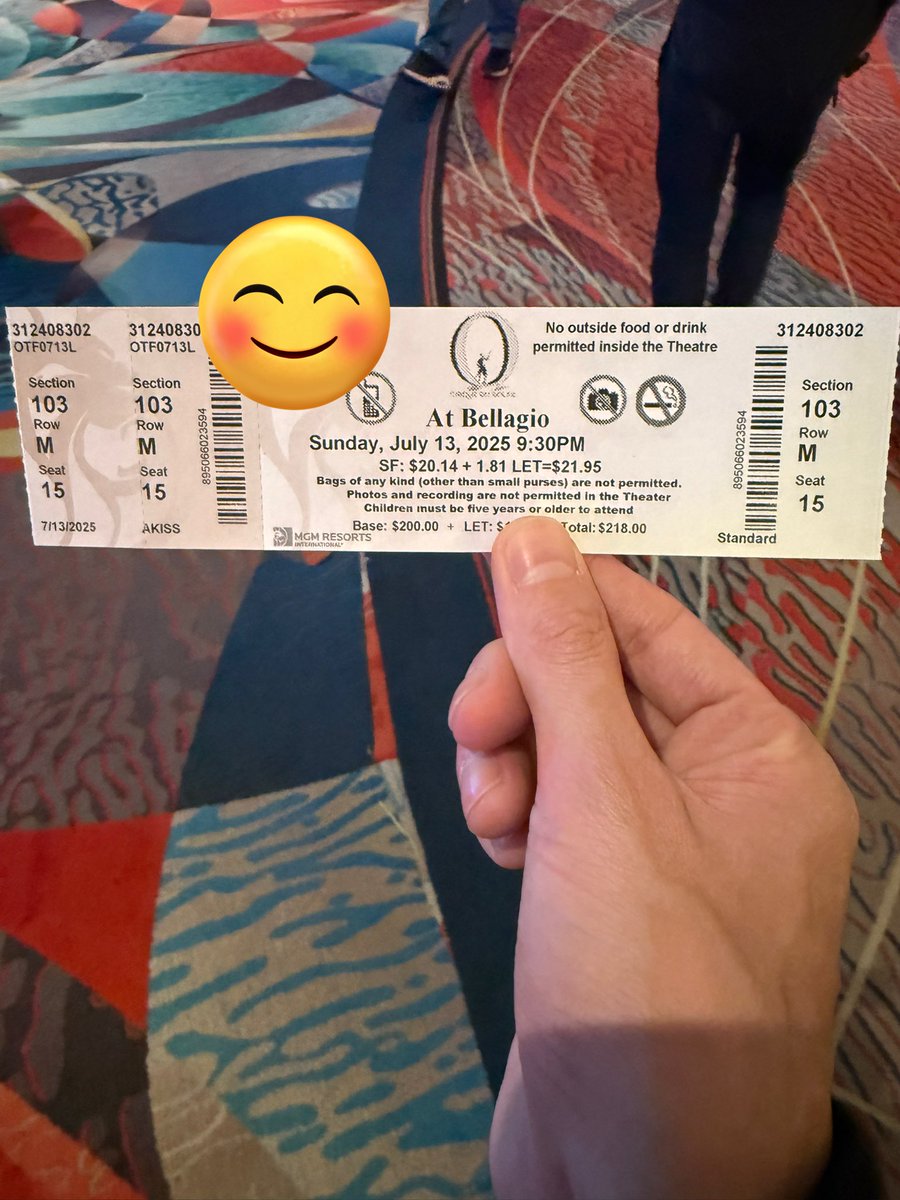 312408302
OTF0713L
Section
103
Row
M
Seat
15
7/13/2025
31240830
OTF0713L
Section
103
Row
M
Seat
15
AKISS
895066023594
O
No outside food or drink
permitted inside the Theatre
At Bellagio
Sunday, July 13, 2025 9:30PM
SF: $20.14 + 1.81 LET=$21.95
Bags of any kind (other than small purses) are not permitted.
Photos and recording are not permitted in the Theater
Children must be five years or older to attend
Base: $200.00 + LET: Total: $218.00
MGM RESORTS
INTERNATIONAL
895066023594
Standard
312408302
Section
103
Row
M
Seat
15